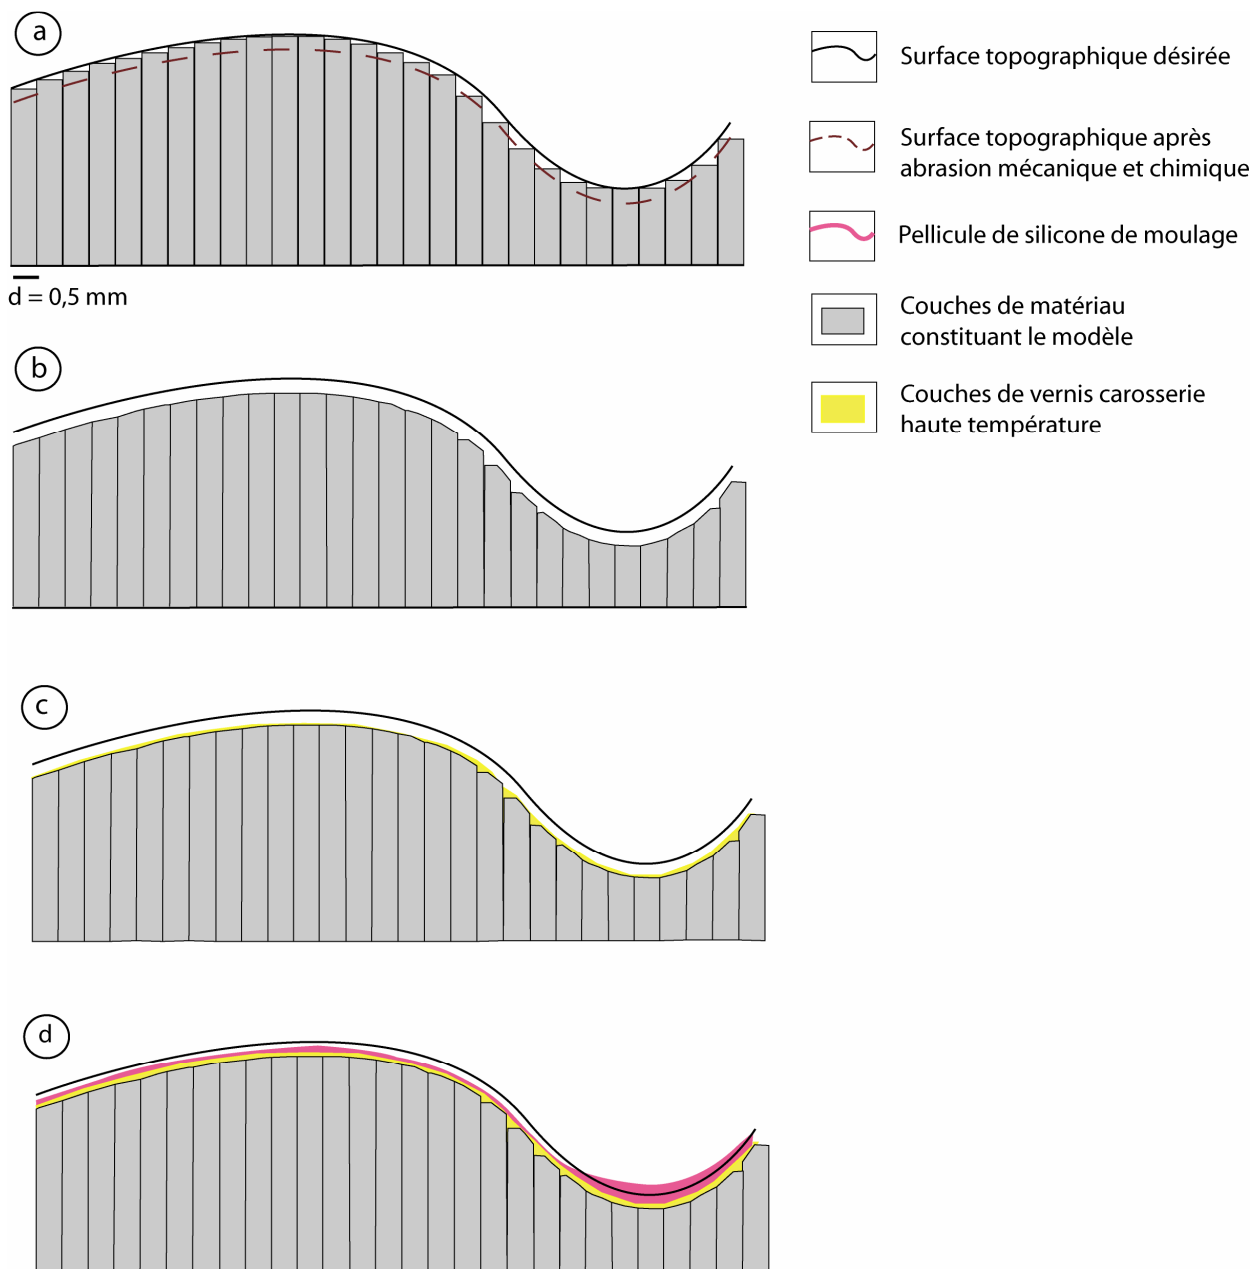 a
d = 0,5 mm
b
c
d
Surface topographique désirée
Surface topographique après
abrasion mécanique et chimique
Pellicule de silicone de moulage
Couches de matériau
constituant le modèle
Couches de vernis carosserie
haute température